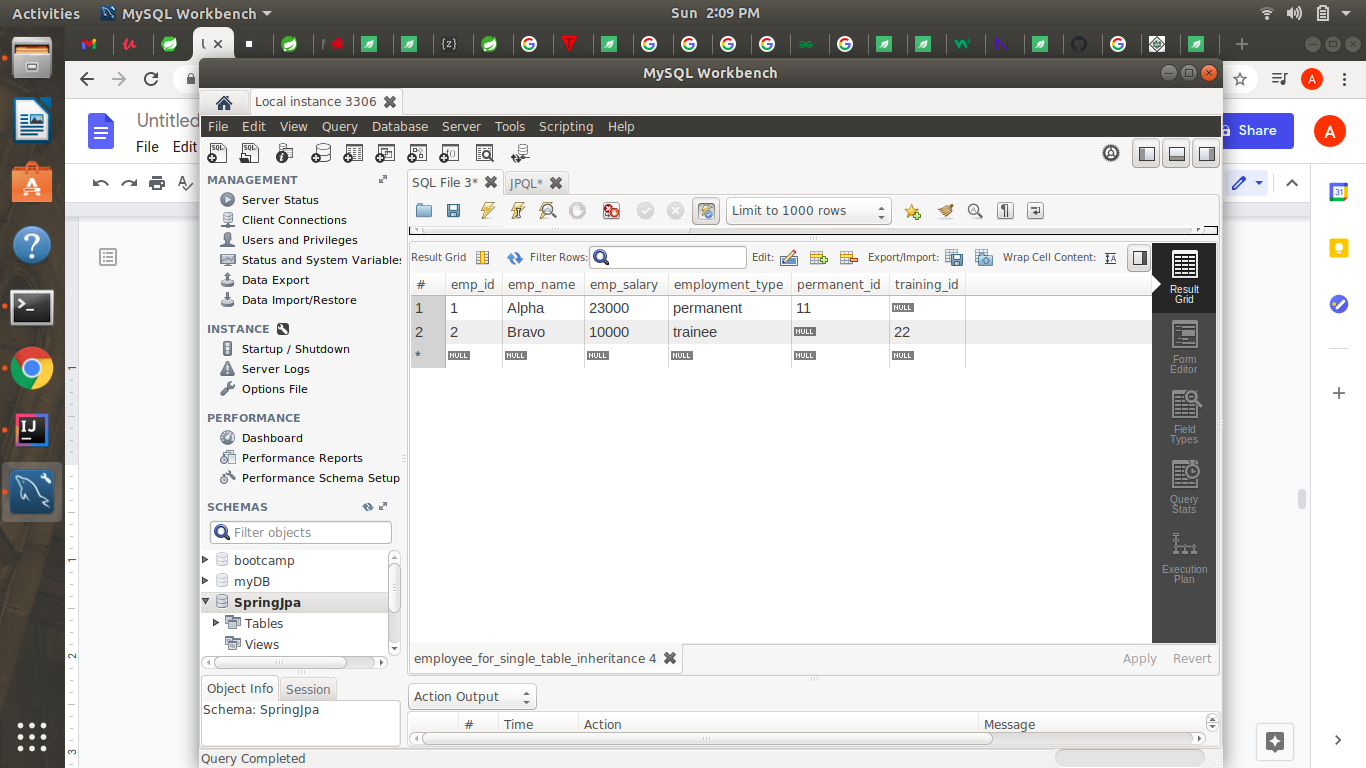 Activities MySQL Workbench Sun 2:09 PM
MySQL Workbench
Local instance 3306
Untitled
File Edit
Share
A
A
File Edit View Query Database Server Tools Scripting Help
MANAGEMENT
Server Status
Client Connections
Users and Privileges
Status and System Variables
Data Export
Data Import/Restore
INSTANCE
Startup / Shutdown
Server Logs
Options File
PERFORMANCE
Dashboard
Performance Reports
Performance Schema Setup
SCHEMAS
Filter objects
bootcamp
myDB
SpringJpa
Tables
Views
Object Info Session
Schema: SpringJpa
SQL File 3* JPQL*
Limit to 1000 rows
Result Grid Filter Rows: Edit: Export/Import: Wrap Cell Content:
# emp_id emp_name emp_salary employment_type permanent_id training_id
1 1 Alpha 23000 permanent 11 NULL
2 2 Bravo 10000 trainee NULL 22
* NULL NULL NULL NULL NULL NULL
Result
Grid
Form
Editor
Field
Types
Query
Stats
Execution
Plan
employee_for_single_table_inheritance 4 Apply Revert
Action Output
# Time Action Message
Query Completed
1
1
2
3
31
IJ